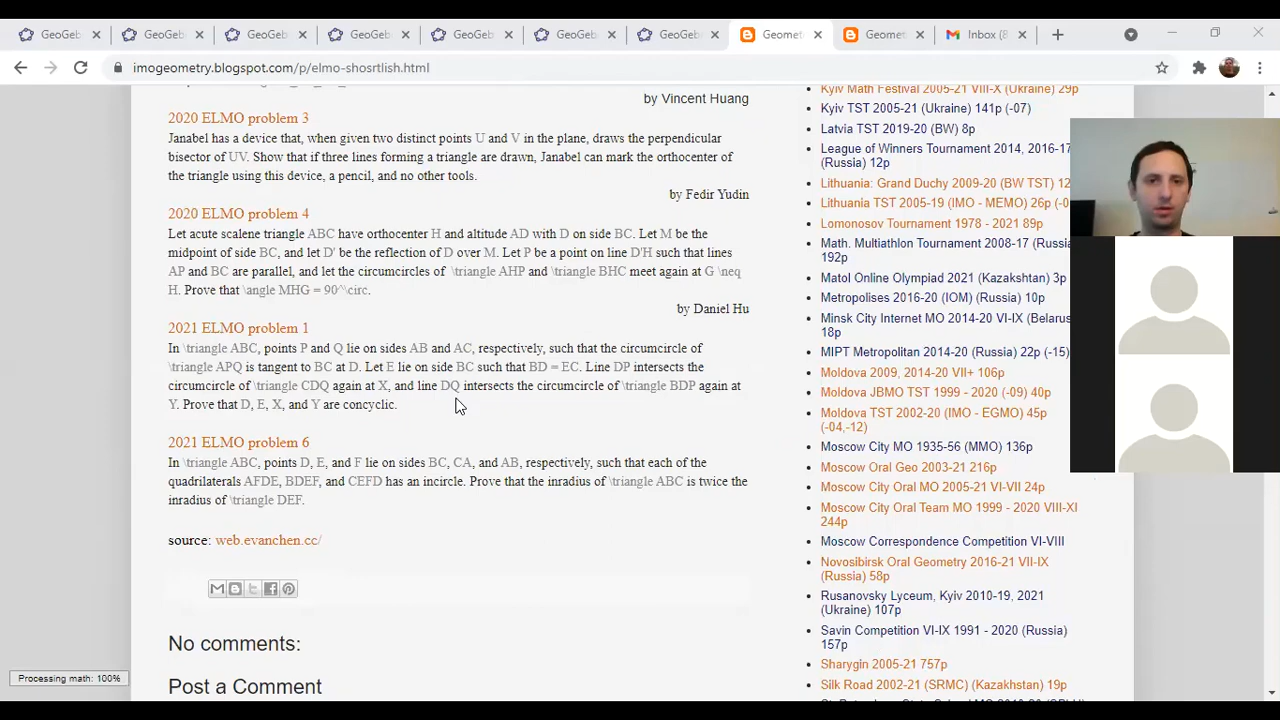 GeoGeb
GeoGeb
GeoGeb
GeoGeb
GeoGeb
GeoGeb
GeoGeb
Geomet
Geomet
Inbox (8
imogeometry.blogspot.com/p/elmo-shosrtlish.html
by Vincent Huang
2020 ELMO problem 3
Janabel has a device that, when given two distinct points U and V in the plane, draws the perpendicular
bisector of UV. Show that if three lines forming a triangle are drawn, Janabel can mark the orthocenter
of the triangle using this device, a pencil, and no other tools.
by Fedir Yudin
2020 ELMO problem 4
Let acute scalene triangle ABC have orthocenter H and altitude AD with D on side BC. Let M be the
midpoint of side BC, and let D' be the reflection of D over M. Let P be a point on line D'H such that lines
AP and BC are parallel, and let the circumcircles of \triangle AHP and \triangle BHC meet again at G \neq
H. Prove that \angle MHG = 90^\circ.
by Daniel Hu
2021 ELMO problem 1
In \triangle ABC, points P and Q lie on sides AB and AC, respectively, such that the circumcircle of
\triangle APQ is tangent to BC at D. Let E lie on side BC such that BD = EC. Line DP intersects the
circumcircle of \triangle CDQ again at X, and line DQ intersects the circumcircle of \triangle BDP again at
Y. Prove that D, E, X, and Y are concyclic.
2021 ELMO problem 6
In \triangle ABC, points D, E, and F lie on sides BC, CA, and AB, respectively, such that each of the
quadrilaterals AFDE, BDEF, and CEFD has an incircle. Prove that the inradius of \triangle ABC is twice the
inradius of \triangle DEF.
source: web.evanchen.cc/
No comments:
Post a Comment
Processing math: 100%
Kyiv Math Festival 2005-21 VIII-X (Ukraine) 29p
Kyiv TST 2005-21 (Ukraine) 141p (-07)
Latvia TST 2019-20 (BW) 8p
League of Winners Tournament 2014, 2016-17
(Russia) 12p
Lithuania: Grand Duchy 2009-20 (BW TST) 12
Lithuania TST 2005-19 (IMO - MEMO) 26p (-0
Lomonosov Tournament 1978 - 2021 89p
Math. Multiathlon Tournament 2008-17 (Russia
192p
Matol Online Olympiad 2021 (Kazakshtan) 3p
Metropolises 2016-20 (IOM) (Russia) 10p
Minsk City Internet MO 2014-20 VI-IX (Belarus
18p
MIPT Metropolitan 2014-20 (Russia) 22p (-15)
Moldova 2009, 2014-20 VII+ 106p
Moldova JBMO TST 1999 - 2020 (-09) 40p
Moldova TST 2002-20 (IMO - EGMO) 45p
(-04,-12)
Moscow City MO 1935-56 (MMO) 136p
Moscow Oral Geo 2003-21 216p
Moscow City Oral MO 2005-21 VI-VII 24p
Moscow City Oral Team MO 1999 - 2020 VIII-XI
244p
Moscow Correspondence Competition VI-VIII
Novosibirsk Oral Geometry 2016-21 VII-IX
(Russia) 58p
Rusanovsky Lyceum, Kyiv 2010-19, 2021
(Ukraine) 107p
Savin Competition VI-IX 1991 - 2020 (Russia)
157p
Sharygin 2005-21 757p
Silk Road 2002-21 (SRMC) (Kazakhstan) 19p